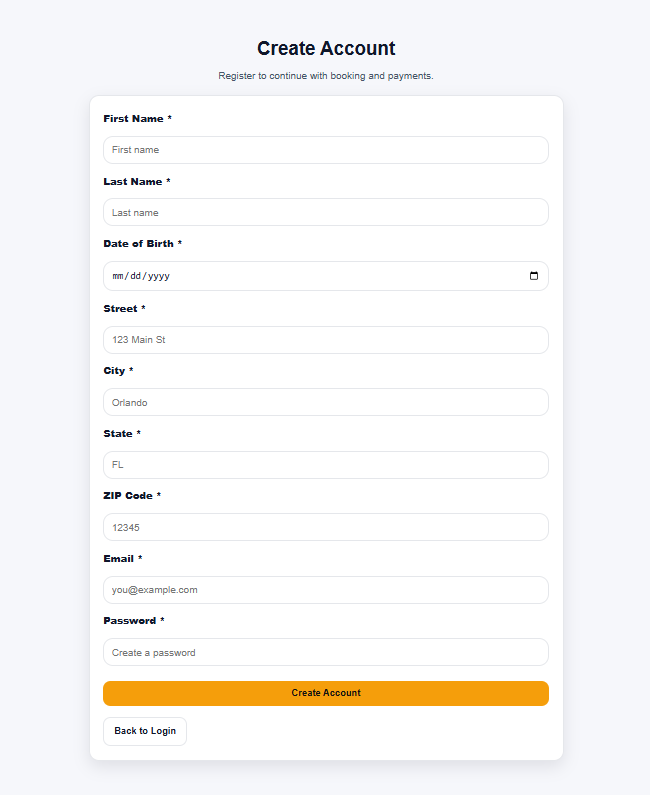 Create Account
Register to continue with booking and payments.
First Name *
First name
Last Name *
Last name
Date of Birth *
mm/dd/yyyy
Street *
123 Main St
City *
Orlando
State *
FL
ZIP Code *
12345
Email *
you@example.com
Password *
Create a password
Create Account
Back to Login